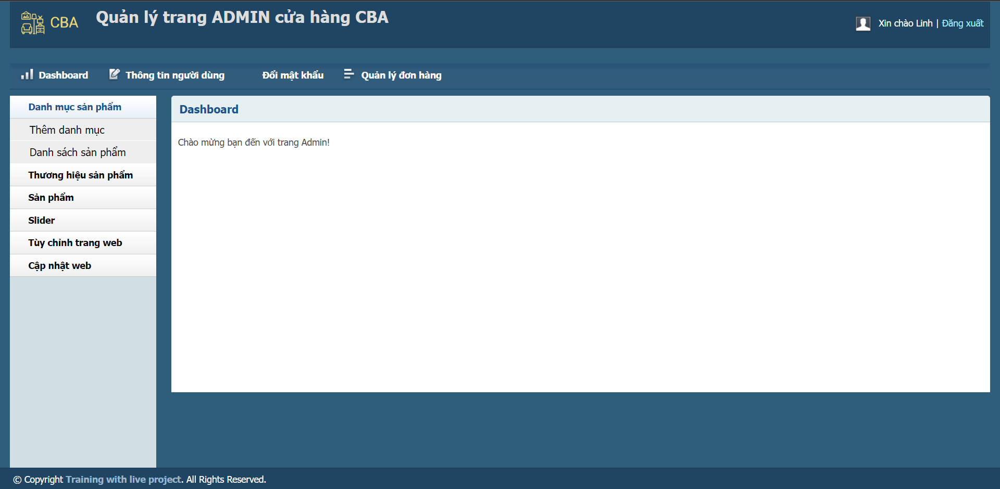 CBA
Quản lý trang ADMIN cửa hàng CBA
Xin chào Linh | Đăng xuất
Dashboard
Thông tin người dùng
Đổi mật khẩu
Quản lý đơn hàng
Danh mục sản phẩm
Thêm danh mục
Danh sách sản phẩm
Thương hiệu sản phẩm
Sản phẩm
Slider
Tùy chỉnh trang web
Cập nhật web
Dashboard
Chào mừng bạn đến với trang Admin!
© Copyright Training with live project. All Rights Reserved.